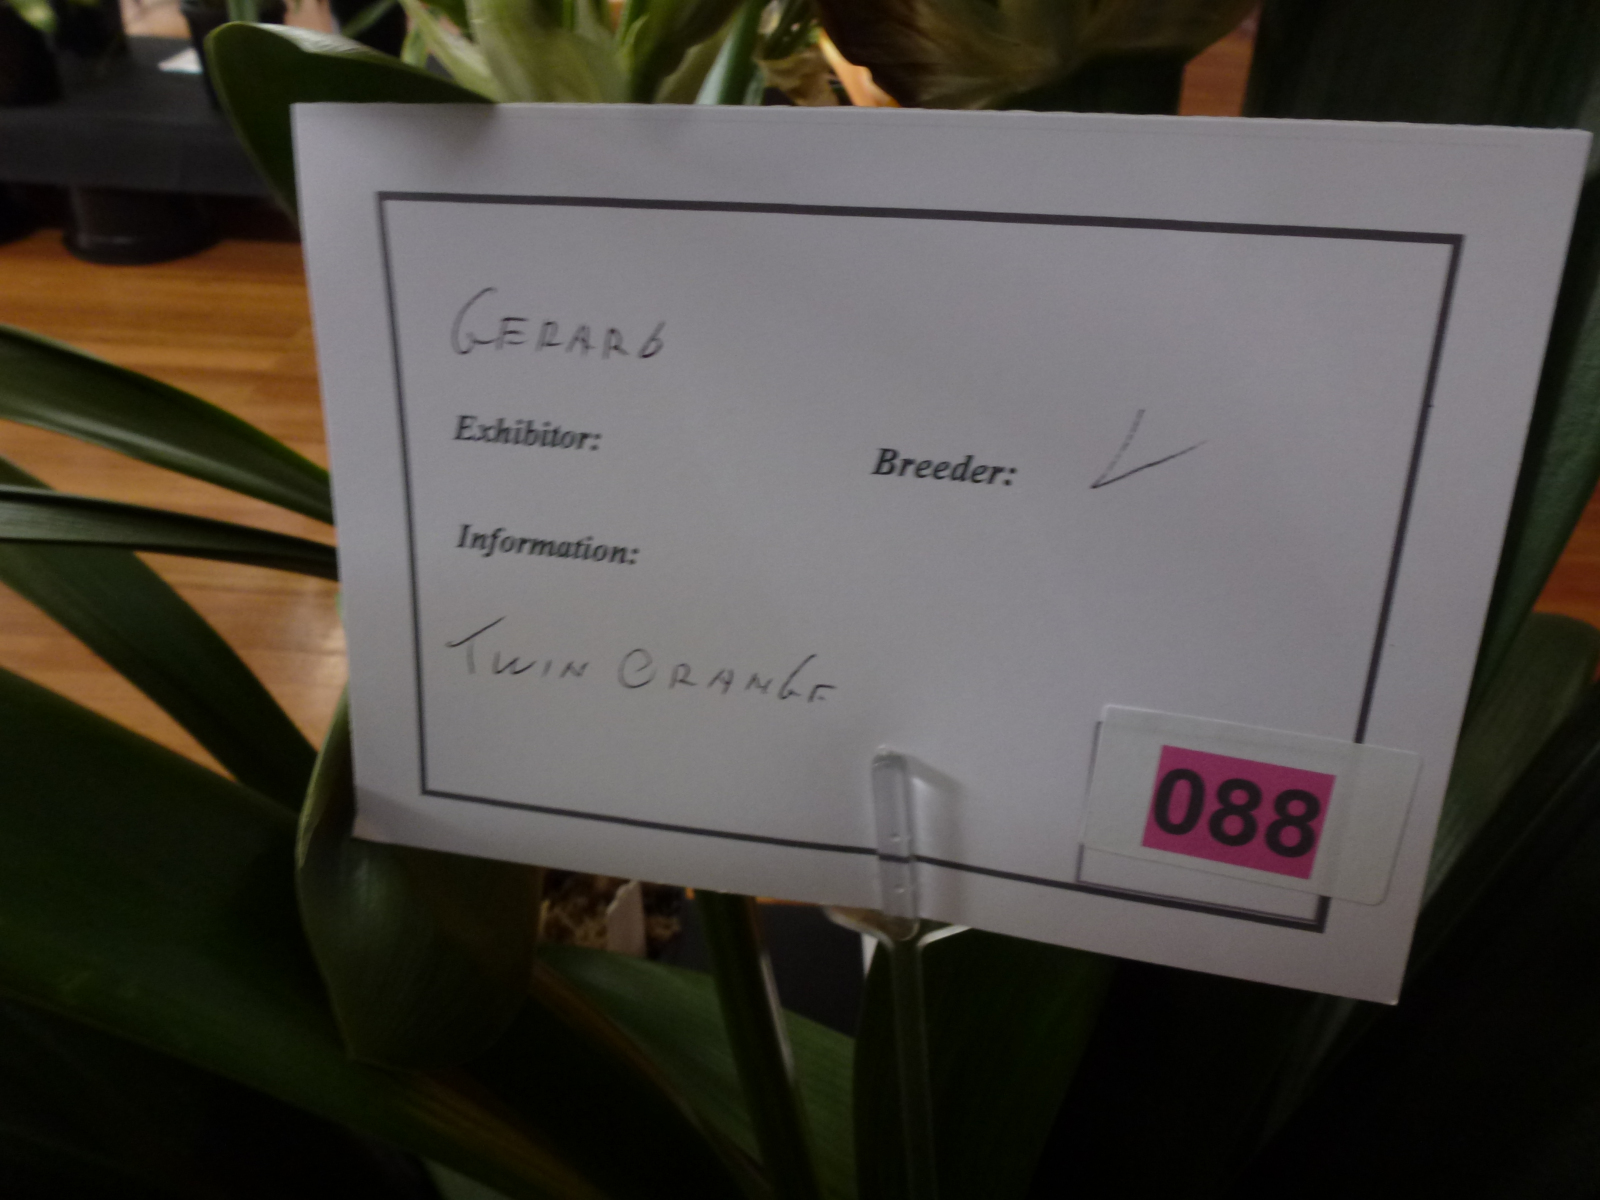 GERARD
Exhibitor:
Breeder: ✓
Information:
TWIN ORANGE
088